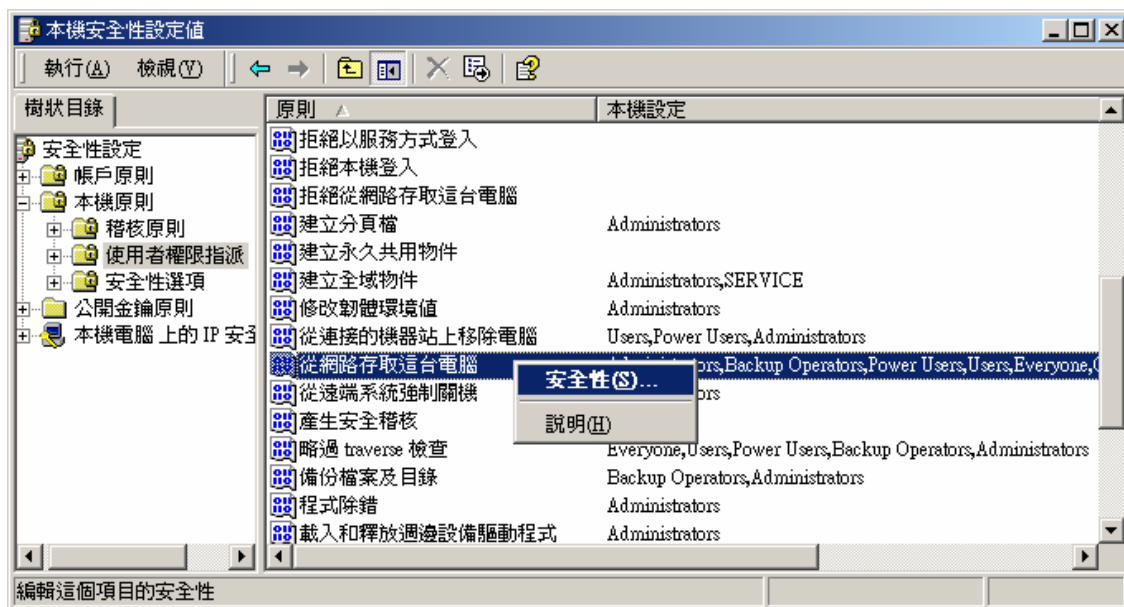 本機安全性設定值
執行(A) 檢視(V)
樹狀目錄
原則 本機設定
安全性設定
帳戶原則
本機原則
稽核原則
使用者權限指派
安全性選項
公開金鑰原則
本機電腦 上的 IP 安全
拒絕以服務方式登入
拒絕本機登入
拒絕從網路存取這台電腦
建立分頁檔 Administrators
建立永久共用物件
建立全域物件 Administrators,SERVICE
修改韌體環境值 Administrators
從連接的機器站上移除電腦 Users,Power Users,Administrators
從網路存取這台電腦 ors,Backup Operators,Power Users,Users,Everyone,
安全性(S)...
從遠端系統強制關機 ors
說明(H)
產生安全稽核
略過 traverse 檢查 Everyone,Users,Power Users,Backup Operators,Administrators
備份檔案及目錄 Backup Operators,Administrators
程式除錯 Administrators
載入和釋放週邊設備驅動程式 Administrators
編輯這個項目的安全性